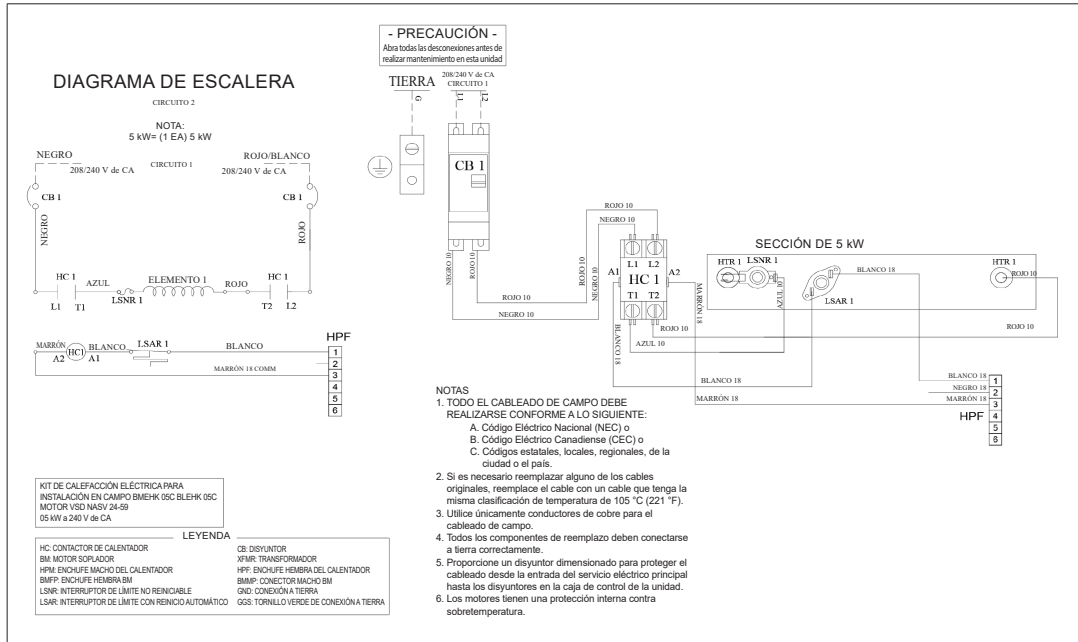 - PRECAUCIÓN -
Abra todas las desconexiones antes de
realizar mantenimiento en esta unidad
DIAGRAMA DE ESCALERA
CIRCUITO 2
NOTA:
5 kW= (1 EA) 5 kW
NEGRO
208/240 V de CA
CIRCUITO 1
ROJO/BLANCO
208/240 V de CA
CB 1
CB 1
NEGRO
ROJO
HC 1
AZUL
ELEMENTO 1
ROJO
HC 1
L1
T1
LSNR 1
T2
L2
MARRÓN
HC1
BLANCO
LSAR 1
BLANCO
A2
A1
MARRÓN 18 COMM
HPF
1
2
3
4
5
6
TIERRA
G
208/240 V de CA
CIRCUITO 1
L1
L2
CB 1
NEGRO 10
ROJO 10
ROJO 10
NEGRO 10
ROJO 10
NEGRO 10
ROJO 10
NEGRO 10
L1
L2
A1
HC 1
A2
T1
T2
MARRÓN 18
BLANCO 18
ROJO 10
AZUL 10
SECCIÓN DE 5 kW
HTR 1
LSNR 1
AZUL 10
LSAR 1
BLANCO 18
HTR 1
ROJO 10
ROJO 10
BLANCO 18
MARRÓN 18
BLANCO 18
NEGRO 18
MARRÓN 18
HPF
1
2
3
4
5
6
NOTAS
1. TODO EL CABLEADO DE CAMPO DEBE
REALIZARSE CONFORME A LO SIGUIENTE:
A. Código Eléctrico Nacional (NEC) o
B. Código Eléctrico Canadiense (CEC) o
C. Códigos estatales, locales, regionales, de la
ciudad o el país.
2. Si es necesario reemplazar alguno de los cables
originales, reemplace el cable con un cable que tenga la
misma clasificación de temperatura de 105 °C (221 °F).
3. Utilice únicamente conductores de cobre para el
cableado de campo.
4. Todos los componentes de reemplazo deben conectarse
a tierra correctamente.
5. Proporcione un disyuntor dimensionado para proteger el
cableado desde la entrada del servicio eléctrico principal
hasta los disyuntores en la caja de control de la unidad.
6. Los motores tienen una protección interna contra
sobretemperatura.
KIT DE CALEFACCIÓN ELÉCTRICA PARA
INSTALACIÓN EN CAMPO BMEHK 05C BLEHK 05C
MOTOR VSD NASV 24-59
05 kW a 240 V de CA
LEYENDA
HC: CONTACTOR DE CALENTADOR
BM: MOTOR SOPLADOR
HPM: ENCHUFE MACHO DEL CALENTADOR
BMFP: ENCHUFE HEMBRA BM
LSNR: INTERRUPTOR DE LÍMITE NO REINICIABLE
LSAR: INTERRUPTOR DE LÍMITE CON REINICIO AUTOMÁTICO
CB: DISYUNTOR
XFMR: TRANSFORMADOR
HPF: ENCHUFE HEMBRA DEL CALENTADOR
BMMP: CONECTOR MACHO BM
GND: CONEXIÓN A TIERRA
GGS: TORNILLO VERDE DE CONEXIÓN A TIERRA